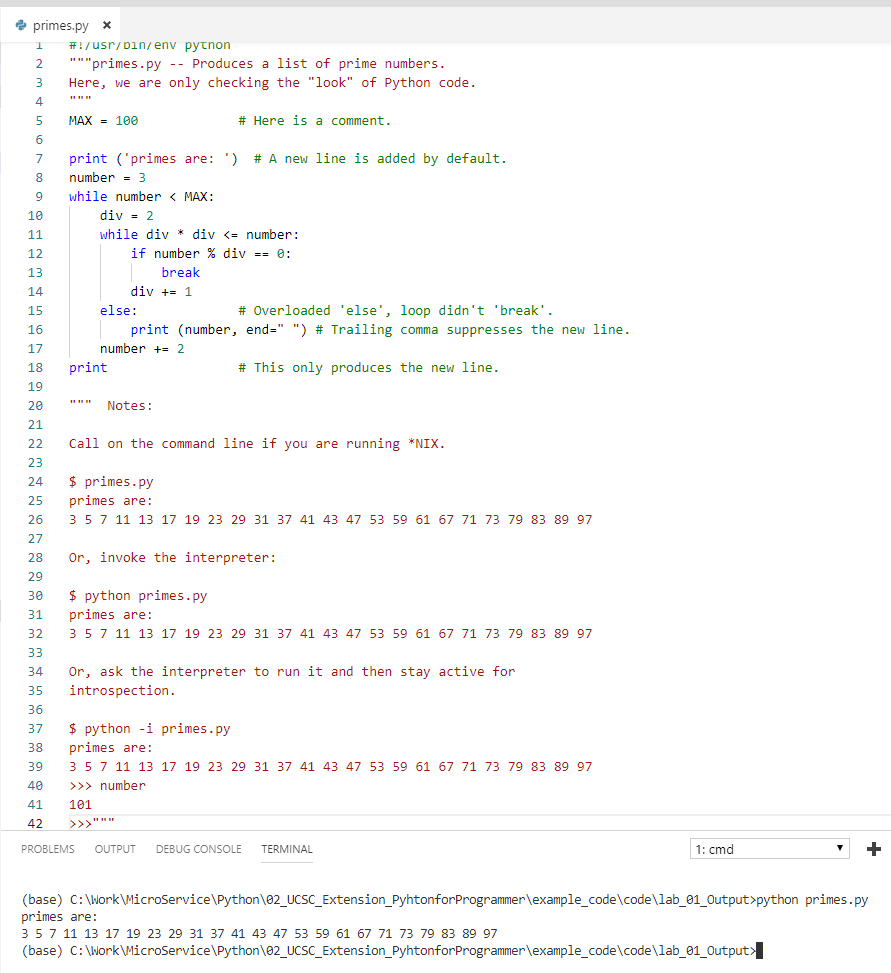 primes.py ×
1 #!/usr/bin/env python
2 """primes.py -- Produces a list of prime numbers.
3 Here, we are only checking the "look" of Python code.
4 """
5 MAX = 100             # Here is a comment.
6
7 print ('primes are: ')  # A new line is added by default.
8 number = 3
9 while number < MAX:
10     div = 2
11     while div * div <= number:
12         if number % div == 0:
13             break
14         div += 1
15     else:             # Overloaded 'else', loop didn't 'break'.
16         print (number, end=" ") # Trailing comma suppresses the new line.
17     number += 2
18 print                 # This only produces the new line.
19
20 """  Notes:
21
22 Call on the command line if you are running *NIX.
23
24 $ primes.py
25 primes are:
26 3 5 7 11 13 17 19 23 29 31 37 41 43 47 53 59 61 67 71 73 79 83 89 97
27
28 Or, invoke the interpreter:
29
30 $ python primes.py
31 primes are:
32 3 5 7 11 13 17 19 23 29 31 37 41 43 47 53 59 61 67 71 73 79 83 89 97
33
34 Or, ask the interpreter to run it and then stay active for
35 introspection.
36
37 $ python -i primes.py
38 primes are:
39 3 5 7 11 13 17 19 23 29 31 37 41 43 47 53 59 61 67 71 73 79 83 89 97
40 >>> number
41 101
42 >>>"""
PROBLEMS OUTPUT DEBUG CONSOLE TERMINAL 1: cmd
(base) C:\Work\MicroService\Python\02_UCSC_Extension_PyhtonforProgrammer\example_code\code\lab_01_Output>python primes.py
primes are:
3 5 7 11 13 17 19 23 29 31 37 41 43 47 53 59 61 67 71 73 79 83 89 97
(base) C:\Work\MicroService\Python\02_UCSC_Extension_PyhtonforProgrammer\example_code\code\lab_01_Output>